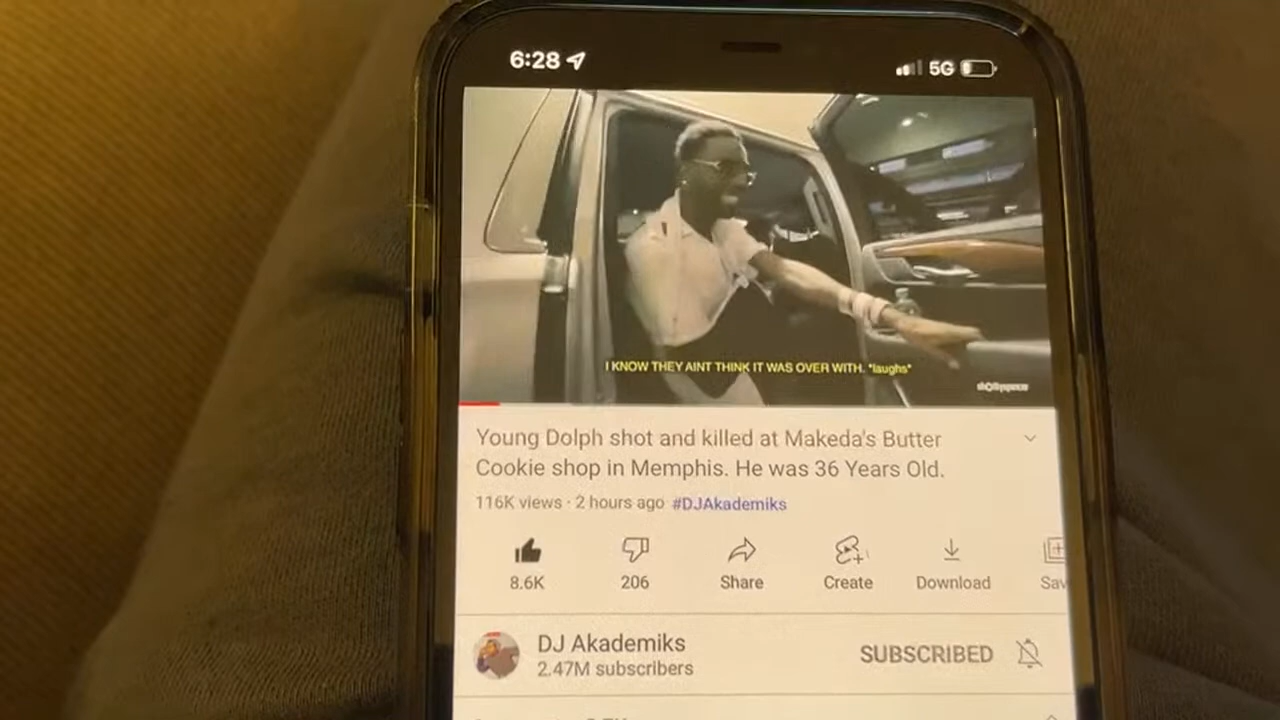 6:28
5G
I KNOW THEY AINT THINK IT WAS OVER WITH. *laughs*
Young Dolph shot and killed at Makeda's Butter
Cookie shop in Memphis. He was 36 Years Old.
116K views · 2 hours ago #DJAkademiks
8.6K
206
Share
Create
Download
Sav
DJ Akademiks
2.47M subscribers
SUBSCRIBED